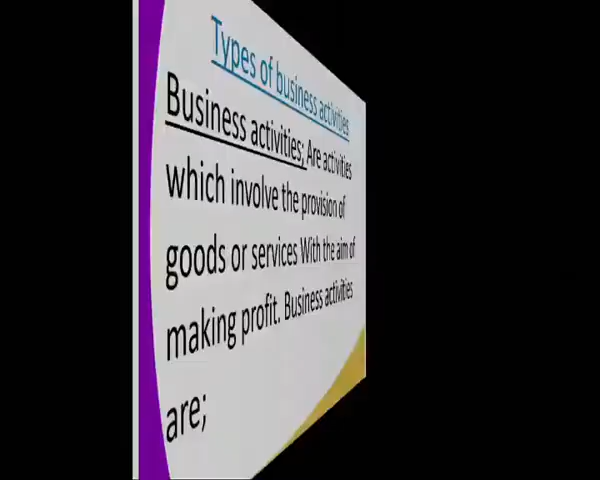 Types of business activities
Business activities; Are activities
which involve the provision of
goods or services With the aim of
making profit. Business activities
are;